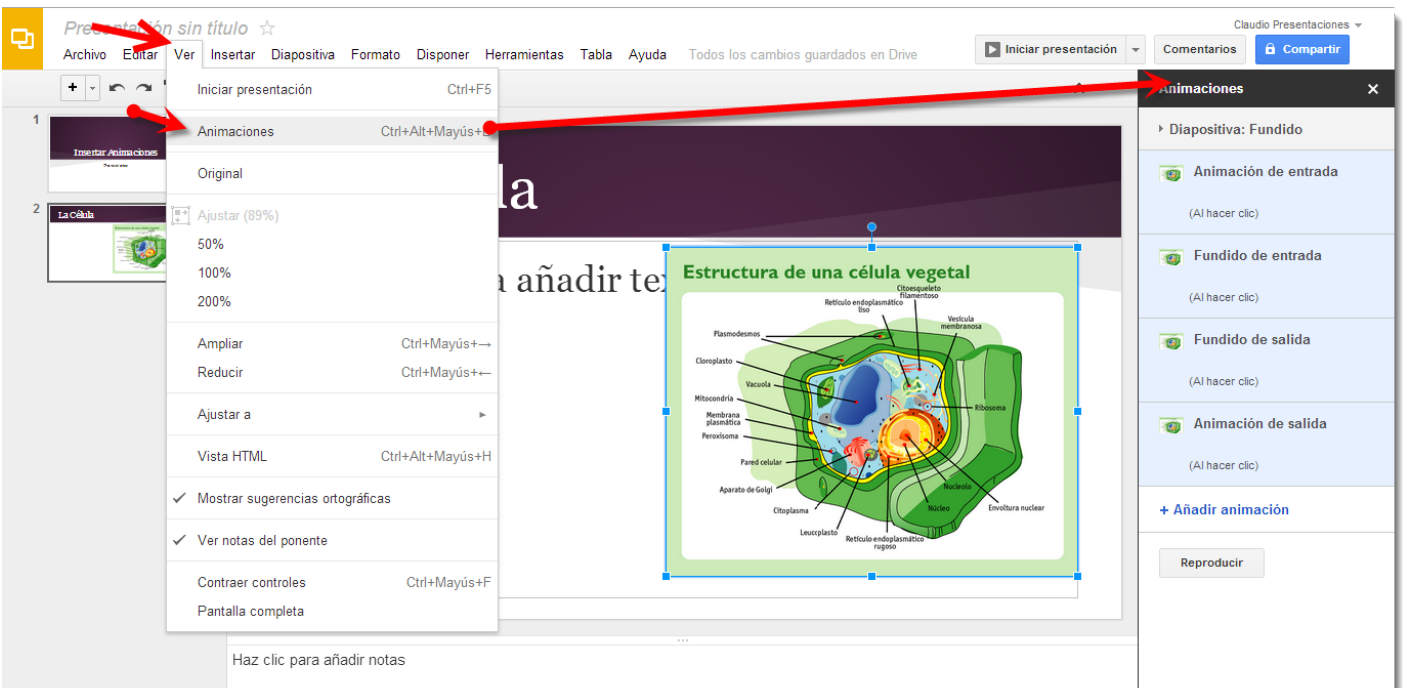 Presentación sin título
Claudio Presentaciones
Archivo Editar Ver Insertar Diapositiva Formato Disponer Herramientas Tabla Ayuda Todos los cambios guardados en Drive
Iniciar presentación
Comentarios
Compartir
Iniciar presentación Ctrl+F5
Animaciones Ctrl+Alt+Mayús+
Original
Ajustar (89%)
50%
100%
200%
Ampliar Ctrl+Mayús+→
Reducir Ctrl+Mayús+←
Ajustar a
Vista HTML Ctrl+Alt+Mayús+H
Mostrar sugerencias ortográficas
Ver notas del ponente
Contraer controles Ctrl+Mayús+F
Pantalla completa
1
Insertar Animaciones
2
La Célula
la
añadir
Estructura de una célula vegetal
Citoesqueleto
filamentoso
Retículo endoplasmático
liso
Vesícula
membranosa
Plasmodesmos
Cloroplasto
Vacuola
Mitocondria
Membrana
plasmática
Peroxisoma
Pared celular
Aparato de Golgi
Citoplasma
Leucoplasto
Retículo endoplasmático
rugoso
Ribosoma
Nucleolo
Núcleo
Envoltura nuclear
Haz clic para añadir notas
Animaciones
Diapositiva: Fundido
Animación de entrada
(Al hacer clic)
Fundido de entrada
(Al hacer clic)
Fundido de salida
(Al hacer clic)
Animación de salida
(Al hacer clic)
+ Añadir animación
Reproducir